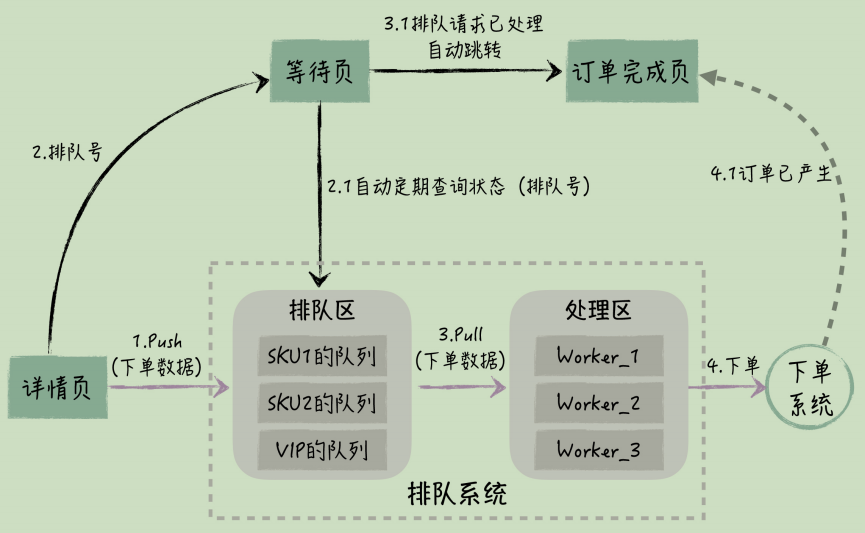 3.1排队请求已处理
自动跳转
等待页
订单完成页
2.排队号
2.1自动定期查询状态（排队号）
4.1订单已产生
排队区
处理区
1.Push
(下单数据)
SKU1的队列
SKU2的队列
VIP的队列
3.Pull
(下单数据)
Worker_1
Worker_2
Worker_3
4.下单
详情页
下单
系统
排队系统